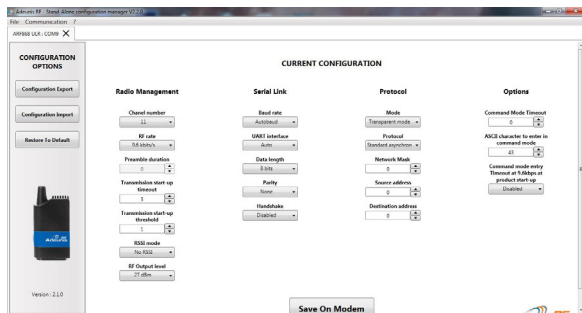 Adeunis RF - Stand-Alone configuration manager V2.2.0
File Communication ?
ARF868 ULR : COM9 X
CONFIGURATION
OPTIONS
Configuration Export
Configuration Import
Restore To Default
Adeunis
Version : 2.1.0
CURRENT CONFIGURATION
Radio Management
Chanel number
11
RF rate
9.6 kbits/s
Preamble duration
0
Transmission start-up
timeout
3
Transmission start-up
threshold
1
RSSI mode
No RSSI
RF Output level
27 dBm
Serial Link
Baud rate
Autobaud
UART interface
Auto
Data length
8 bits
Parity
None
Handshake
Disabled
Protocol
Mode
Transparent mode
Protocol
Standard asynchron
Network Mask
0
Source address
0
Destination address
0
Options
Command Mode Timeout
0
ASCII character to enter in
command mode
43
Command mode entry
Timeout at 9.6kbps at
product start-up
Disabled
Save On Modem